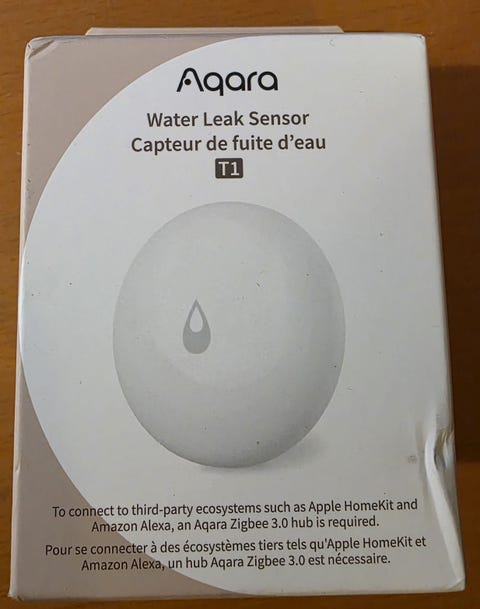 Aqara
Water Leak Sensor
Capteur de fuite d'eau
T1
To connect to third-party ecosystems such as Apple HomeKit and
Amazon Alexa, an Aqara Zigbee 3.0 hub is required.
Pour se connecter à des écosystèmes tiers tels qu'Apple HomeKit et
Amazon Alexa, un hub Aqara Zigbee 3.0 est nécessaire.